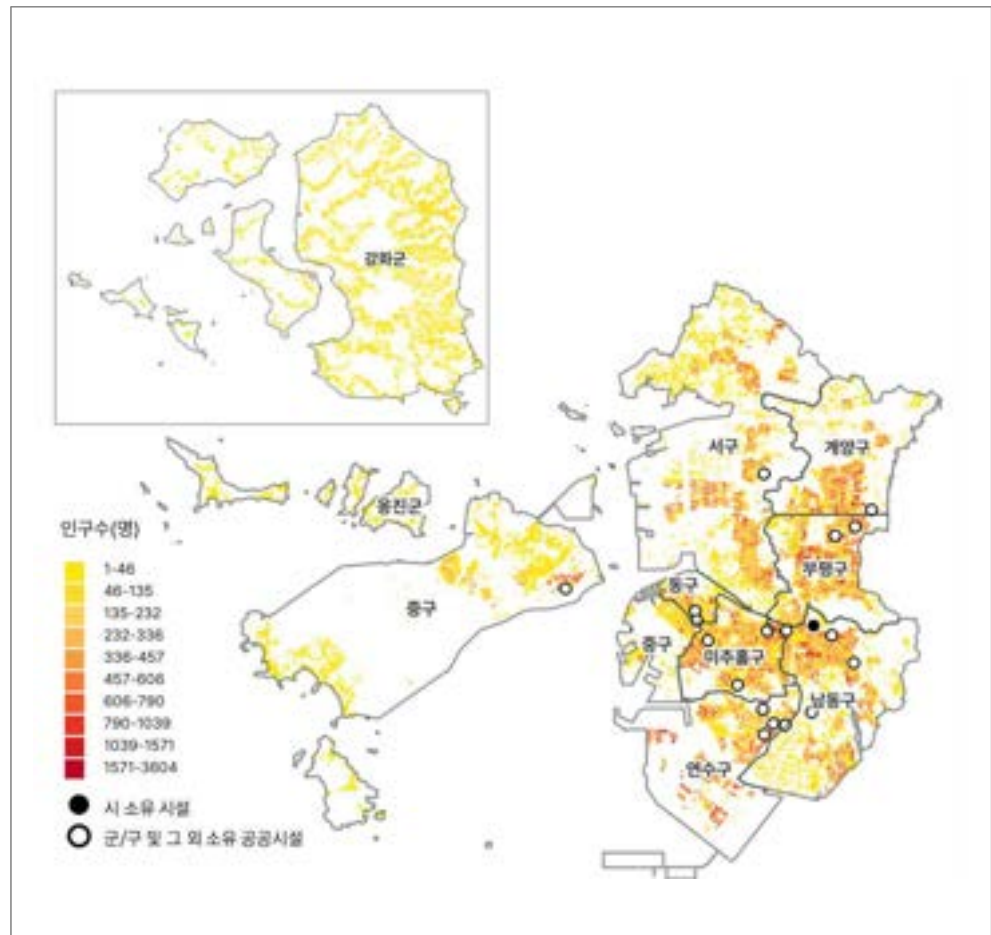 강화군
서구
계양구
옹진군
인구수(명)
부평구
동구
중구
중구
미추홀구
남동구
연수구
1-46
46-135
135-232
232-336
336-457
457-606
606-790
790-1039
1039-1571
1571-3604
시 소유 시설
군/구 및 그 외 소유 공공시설